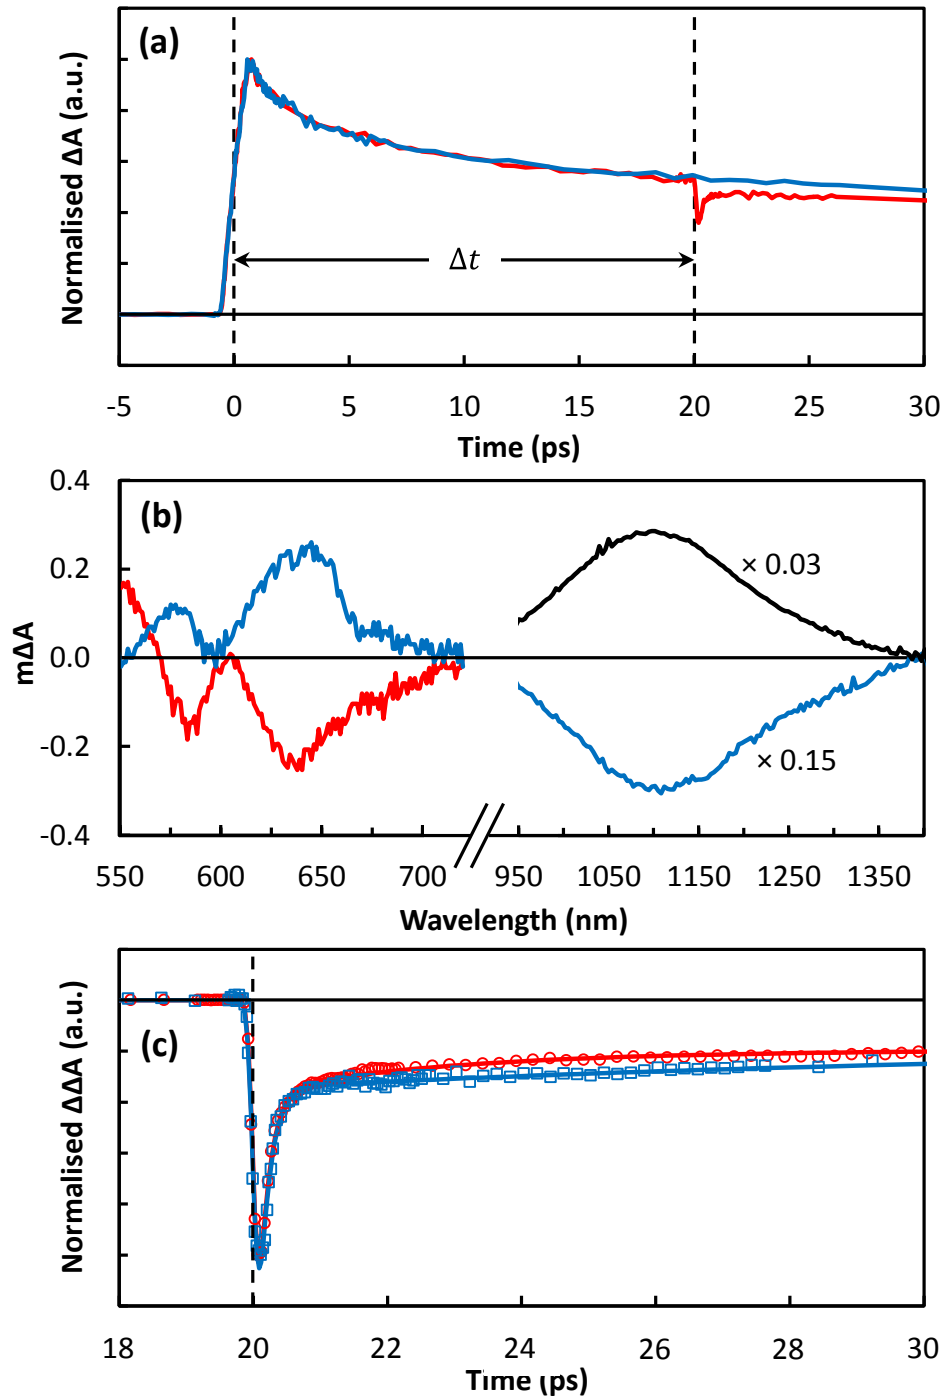 (a)
Normalised ΔA (a.u.)
Δt
-5 0 5 10 15 20 25 30
Time (ps)
(b)
mΔA
0.4
0.2
0.0
-0.2
-0.4
× 0.03
× 0.15
550 600 650 700 950 1050 1150 1250 1350
Wavelength (nm)
(c)
Normalised ΔΔA (a.u.)
18 20 22 24 26 28 30
Time (ps)